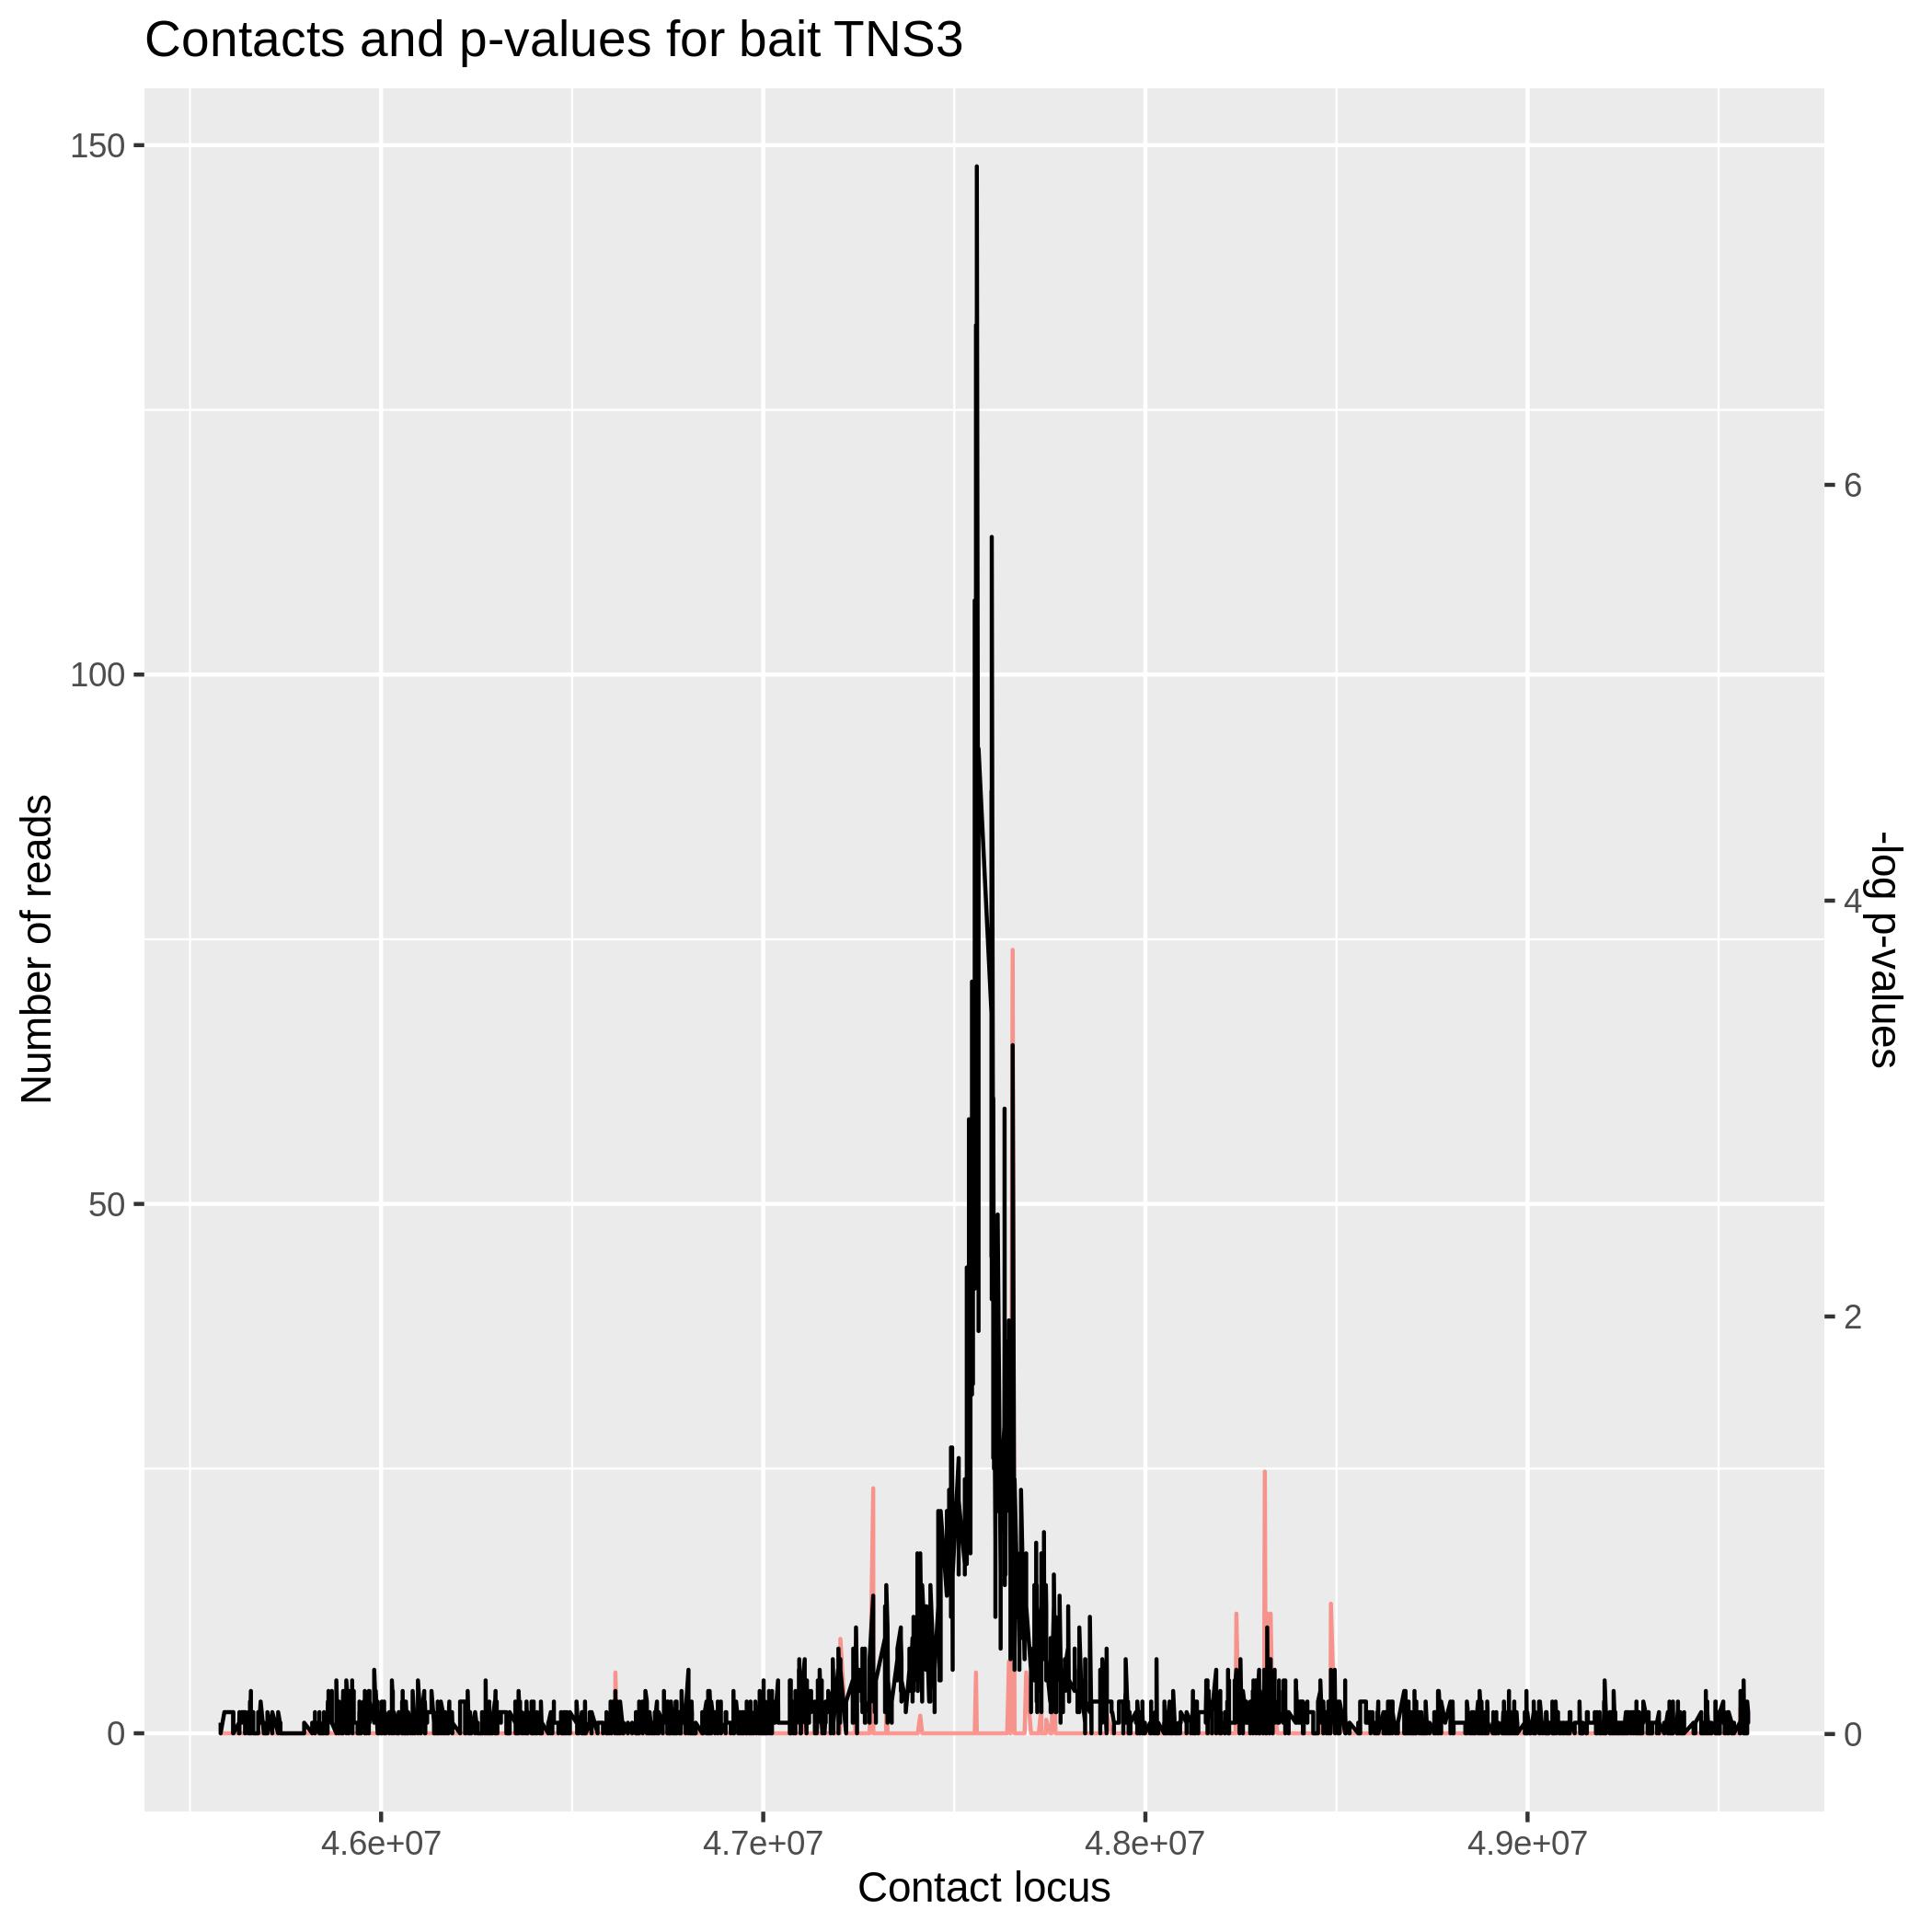 Contacts and p-values for bait TNS3
150
100
50
0
Number of reads
6
4
2
0
-log p-values
4.6e+07 4.7e+07 4.8e+07 4.9e+07
Contact locus